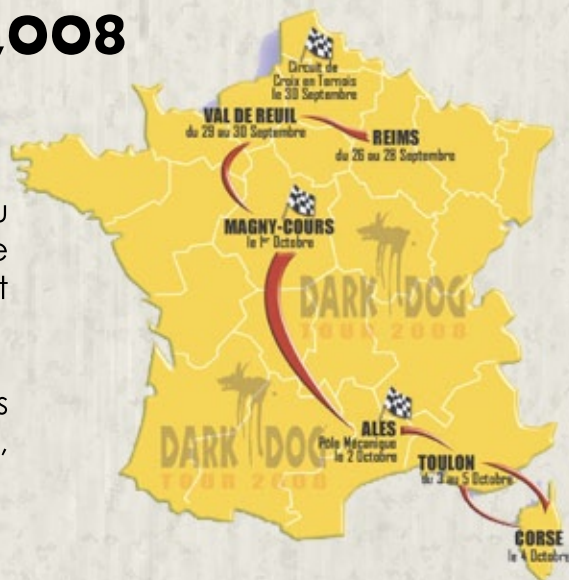 ,008
Circuit de
Croix en Ternois
le 30 Septembre
VAL DE REUIL
du 29 au 30 Septembre
REIMS
du 26 au 28 Septembre
MAGNY-COURS
le 1er Octobre
DARK DOG
TOUR 2008
ALES
Pôle Mécanique
le 2 Octobre
DARK DOG
TOUR 2008
TOULON
du 3 au 5 Octobre
CORSE
le 4 Octobre
u
e
t
s
,